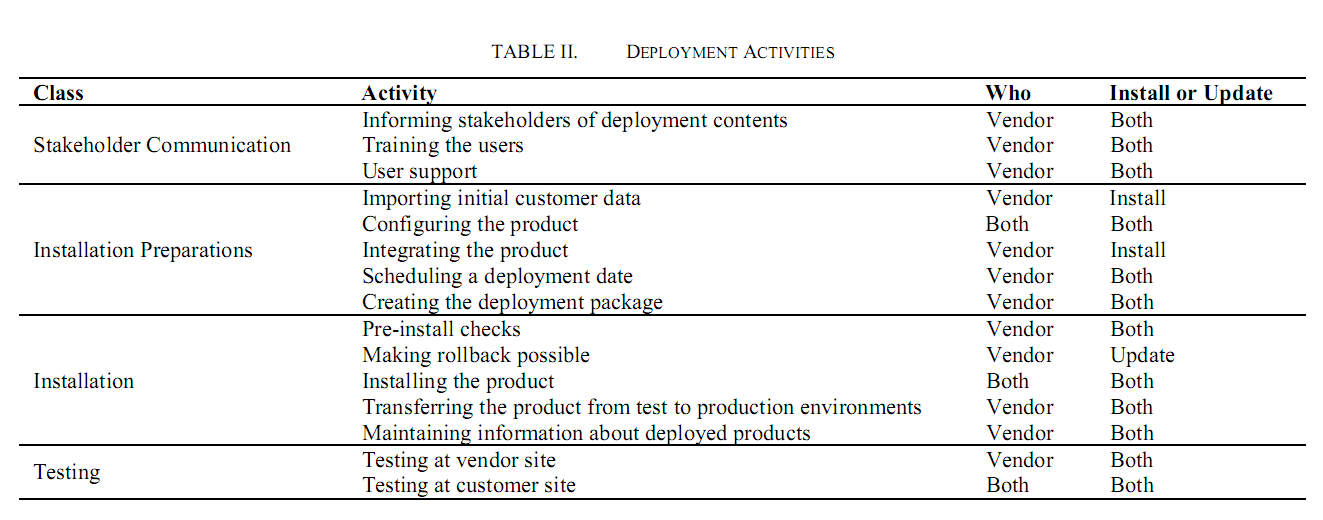 TABLE II. DEPLOYMENT ACTIVITIES
Class Activity Who Install or Update
Informing stakeholders of deployment contents Vendor Both
Stakeholder Communication Training the users Vendor Both
User support Vendor Both
Importing initial customer data Vendor Install
Configuring the product Both Both
Installation Preparations Integrating the product Vendor Install
Scheduling a deployment date Vendor Both
Creating the deployment package Vendor Both
Pre-install checks Vendor Both
Making rollback possible Vendor Update
Installation Installing the product Both Both
Transferring the product from test to production environments Vendor Both
Maintaining information about deployed products Vendor Both
Testing Testing at vendor site Vendor Both
Testing at customer site Both Both